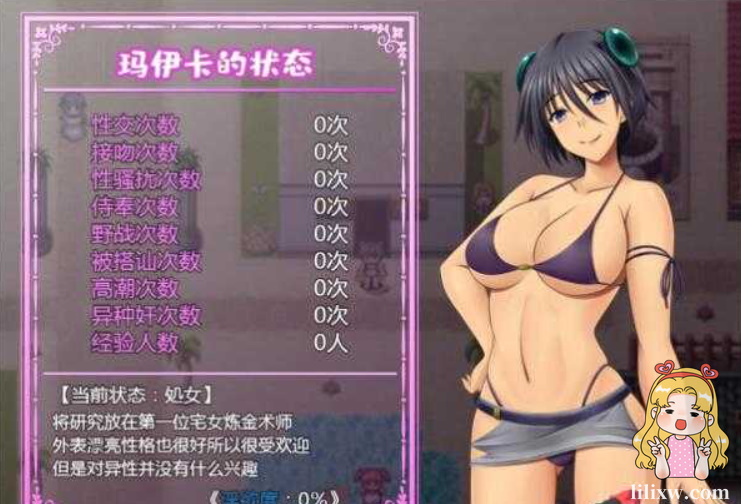 玛伊卡的状态
性交次数 0次
接吻次数 0次
性骚扰次数 0次
侍奉次数 0次
野战次数 0次
被搭讪次数 0次
高潮次数 0次
异种奸次数 0次
经验人数 0人
【当前状态：処女】
将研究放在第一位宅女炼金术师
外表漂亮性格也很好所以很受欢迎
但是对异性并没有什么兴趣
：0%》
lilixw.com